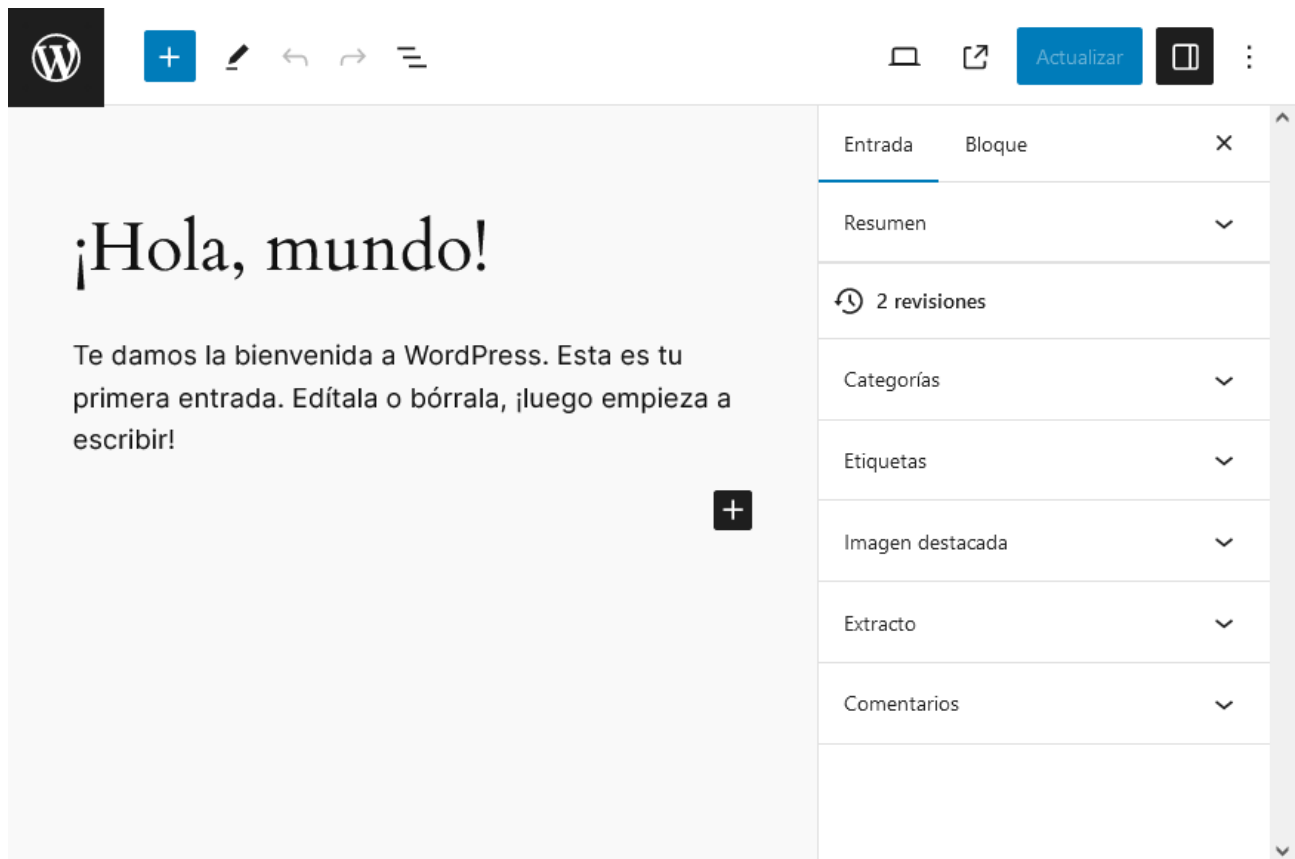 Actualizar
Entrada Bloque
¡Hola, mundo!
Resumen
2 revisiones
Te damos la bienvenida a WordPress. Esta es tu
primera entrada. Edítala o bórrala, ¡luego empieza a
escribir!
Categorías
Etiquetas
Imagen destacada
Extracto
Comentarios